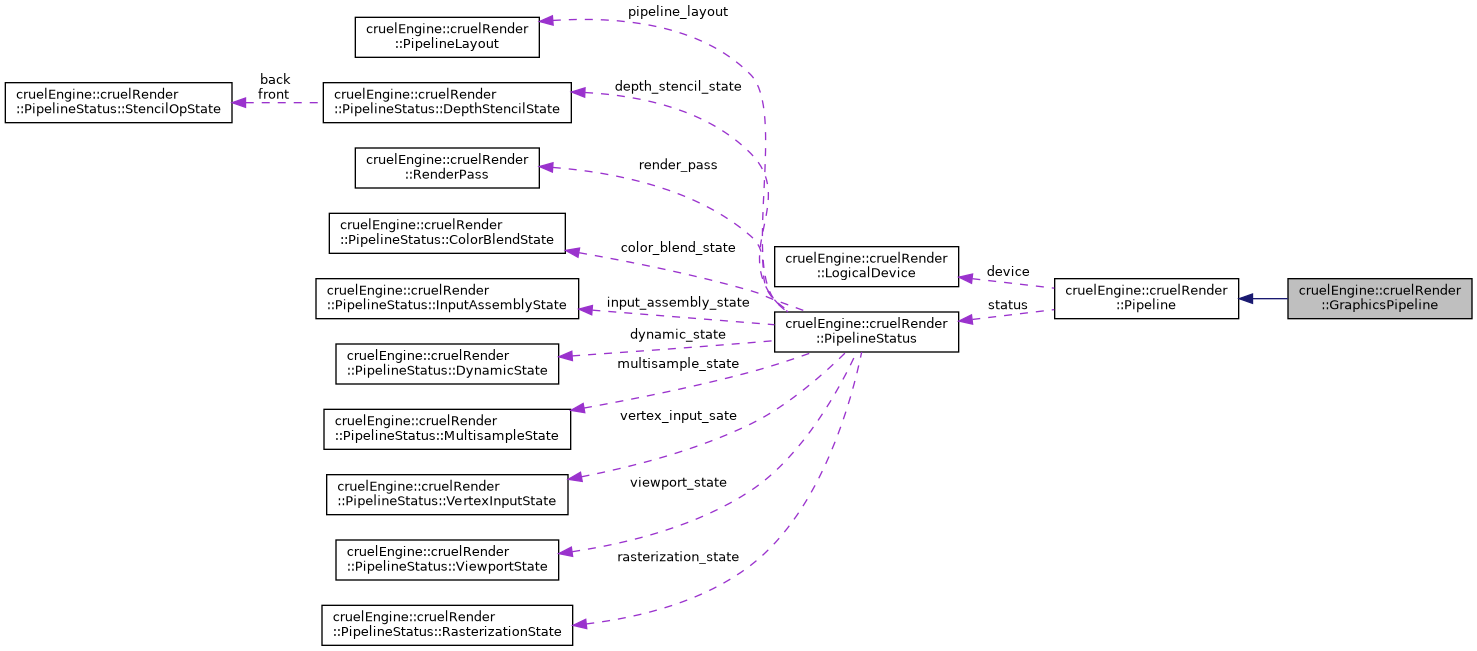 pipeline_layout
cruelEngine::cruelRender
::PipelineLayout
back
front
cruelEngine::cruelRender
::PipelineStatus::StencilOpState
cruelEngine::cruelRender
::PipelineStatus::DepthStencilState
depth_stencil_state
cruelEngine::cruelRender
::RenderPass
render_pass
cruelEngine::cruelRender
::PipelineStatus::ColorBlendState
color_blend_state
cruelEngine::cruelRender
::LogicalDevice
device
cruelEngine::cruelRender
::PipelineStatus::InputAssemblyState
input_assembly_state
cruelEngine::cruelRender
::PipelineStatus
status
cruelEngine::cruelRender
::Pipeline
cruelEngine::cruelRender
::GraphicsPipeline
dynamic_state
cruelEngine::cruelRender
::PipelineStatus::DynamicState
multisample_state
cruelEngine::cruelRender
::PipelineStatus::MultisampleState
vertex_input_sate
cruelEngine::cruelRender
::PipelineStatus::VertexInputState
viewport_state
cruelEngine::cruelRender
::PipelineStatus::ViewportState
rasterization_state
cruelEngine::cruelRender
::PipelineStatus::RasterizationState